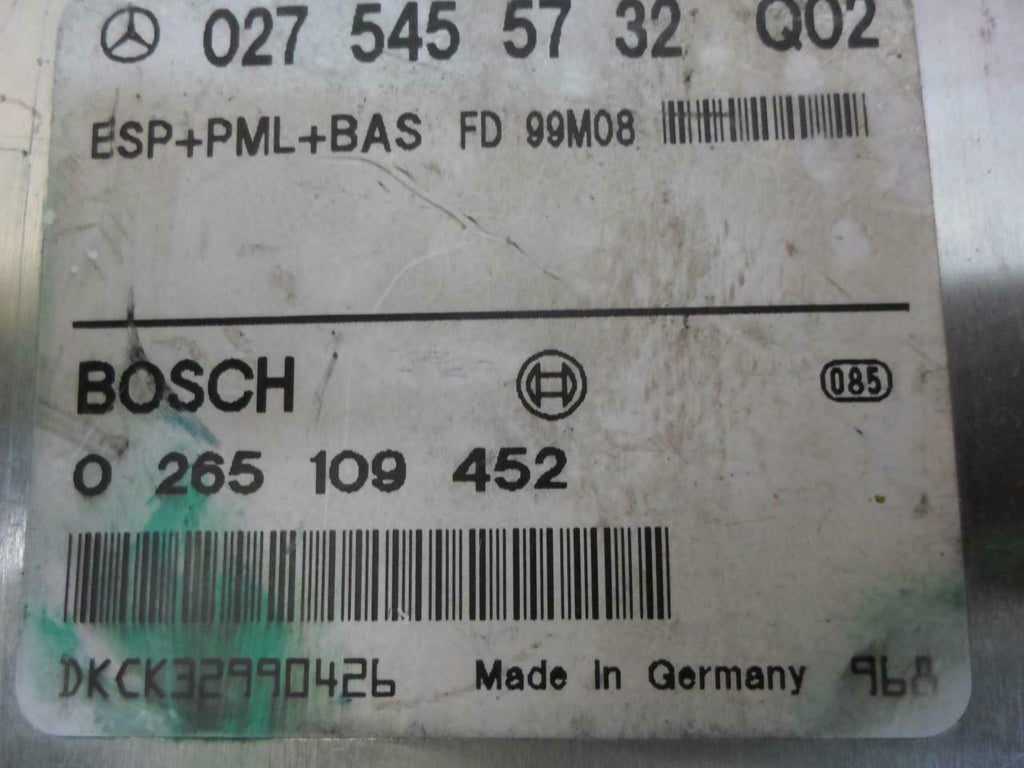 027 545 57 32 Q02
ESP+PML+BAS FD 99M08
BOSCH
085
0 265 109 452
DKCK32990426 Made In Germany 968